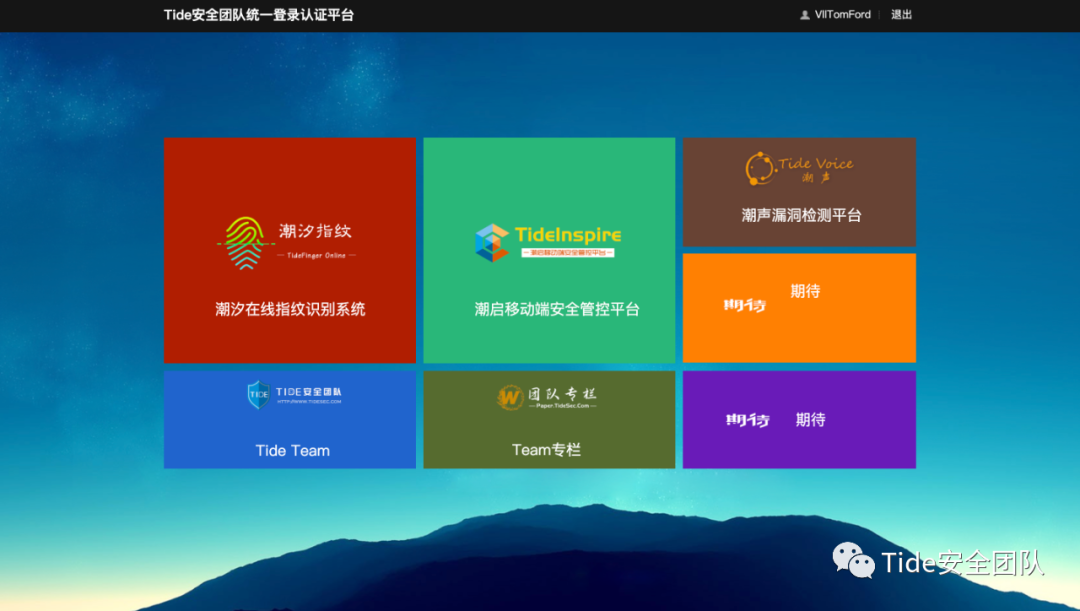 Tide安全团队统一登录认证平台
VllTomFord
退出
潮汐指纹
TideFinger Online
潮汐在线指纹识别系统
TideInspire
潮启移动端安全管控平台
潮启移动端安全管控平台
Tide Voice
潮声
潮声漏洞检测平台
期待
期待
TIDE
TIDE安全团队
HTTP://WWW.TIDESEC.COM
Tide Team
W
团队专栏
Paper.TideSec.Com
Team专栏
期待
期待
Tide安全团队